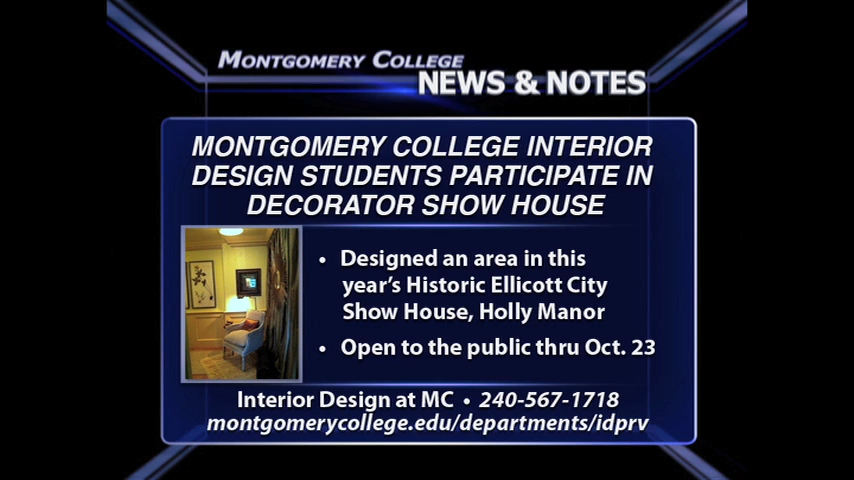 MONTGOMERY COLLEGE
NEWS & NOTES
MONTGOMERY COLLEGE INTERIOR
DESIGN STUDENTS PARTICIPATE IN
DECORATOR SHOW HOUSE
• Designed an area in this
year's Historic Ellicott City
Show House, Holly Manor
• Open to the public thru Oct. 23
Interior Design at MC • 240-567-1718
montgomerycollege.edu/departments/idprv